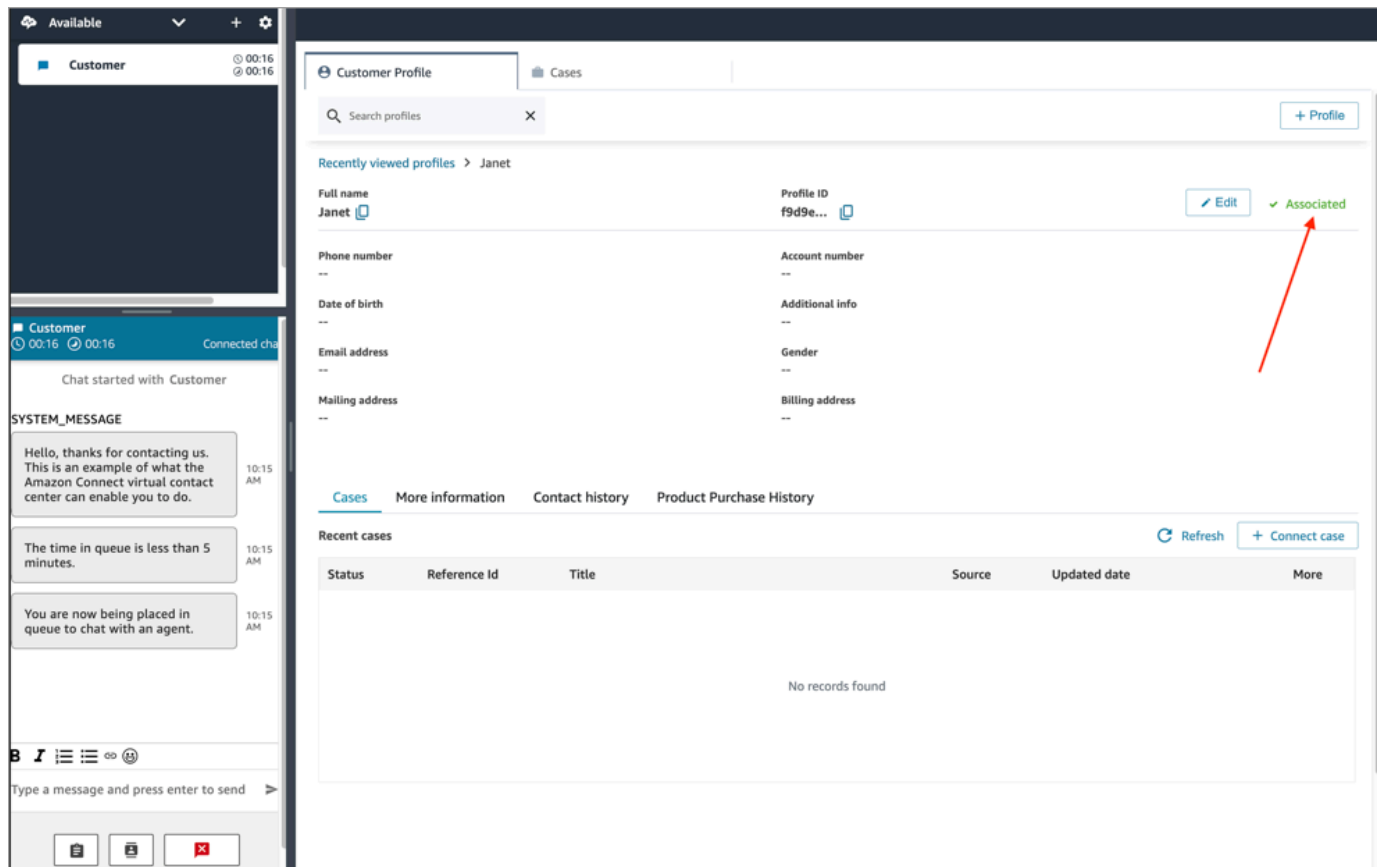 Available
Customer
00:16
00:16
Customer Profile
Cases
Search profiles
+ Profile
Recently viewed profiles > Janet
Full name
Janet
Profile ID
f9d9e...
Edit
Associated
Phone number
--
Account number
--
Date of birth
--
Additional info
--
Email address
--
Gender
--
Mailing address
--
Billing address
--
Customer
00:16 00:16 Connected cha
Chat started with Customer
SYSTEM_MESSAGE
Hello, thanks for contacting us.
This is an example of what the
Amazon Connect virtual contact
center can enable you to do.
10:15
AM
The time in queue is less than 5
minutes.
10:15
AM
You are now being placed in
queue to chat with an agent.
10:15
AM
B I
Type a message and press enter to send
Cases More information Contact history Product Purchase History
Recent cases
Refresh
+ Connect case
Status Reference Id Title Source Updated date More
No records found